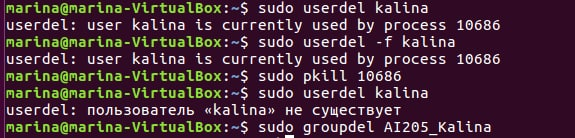 marina@marina-VirtualBox:~$ sudo userdel kalina
userdel: user kalina is currently used by process 10686
marina@marina-VirtualBox:~$ sudo userdel -f kalina
userdel: user kalina is currently used by process 10686
marina@marina-VirtualBox:~$ sudo pkill 10686
marina@marina-VirtualBox:~$ sudo userdel kalina
userdel: пользователь «kalina» не существует
marina@marina-VirtualBox:~$ sudo groupdel AI205_Kalina